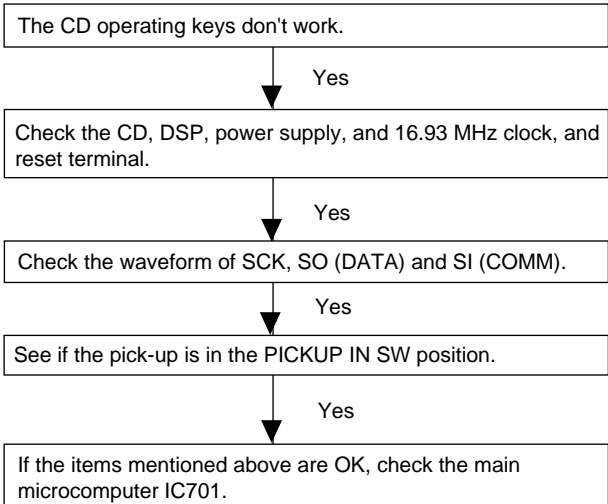 The CD operating keys don't work.
Yes
Check the CD, DSP, power supply, and 16.93 MHz clock, and
reset terminal.
Yes
Check the waveform of SCK, SO (DATA) and SI (COMM).
Yes
See if the pick-up is in the PICKUP IN SW position.
Yes
If the items mentioned above are OK, check the main
microcomputer IC701.